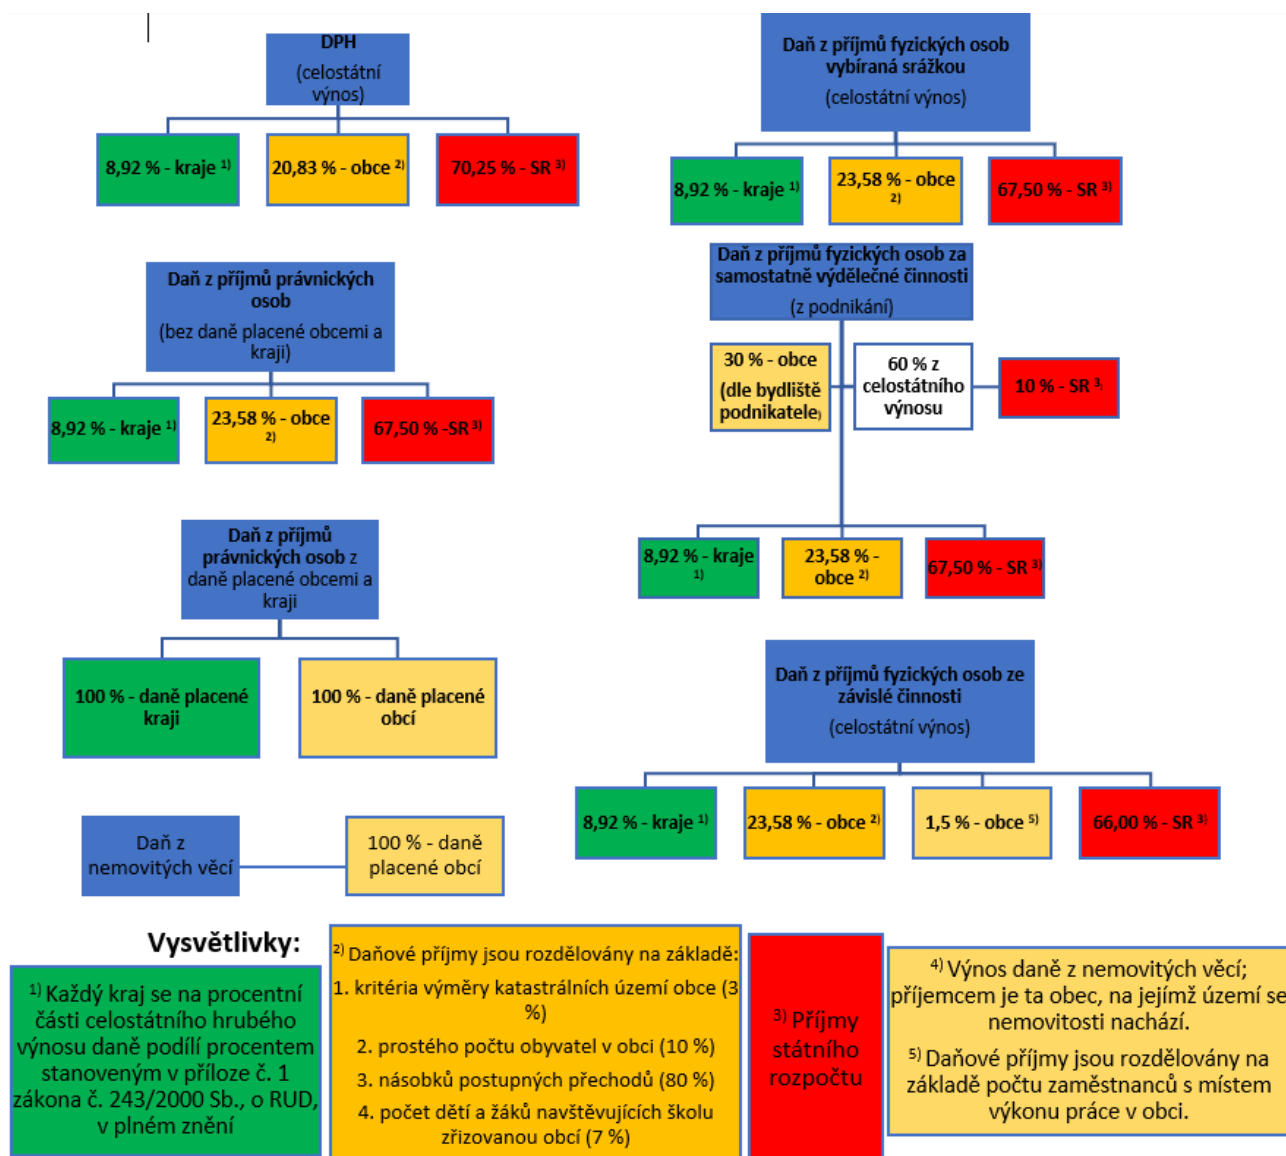 DPH
(celostátní
výnos)
8,92 % - kraje ¹⁾
20,83 % - obce ²⁾
70,25 % - SR ³⁾
Daň z příjmů fyzických osob
vybíraná srážkou
(celostátní výnos)
8,92 % - kraje ¹⁾
23,58 % - obce
²⁾
67,50 % - SR ³⁾
Daň z příjmů právnických
osob
(bez daně placené obcemi a
kraji)
8,92 % - kraje ¹⁾
23,58 % - obce
²⁾
67,50 % -SR ³⁾
Daň z příjmů fyzických osob za
samostatně výdělečné činnosti
(z podnikání)
30 % - obce
(dle bydliště
podnikatele)
60 % z
celostátního
výnosu
10 % - SR ³⁾
8,92 % - kraje
¹⁾
23,58 % -
obce ²⁾
67,50 % - SR ³⁾
Daň z příjmů
právnických osob z
daně placené obcemi a
kraji
100 % - daně placené
kraji
100 % - daně placené
obcí
Daň z příjmů fyzických osob ze
závislé činnosti
(celostátní výnos)
8,92 % - kraje ¹⁾
23,58 % - obce ²⁾
1,5 % - obce ⁵⁾
66,00 % - SR ³⁾
Daň z
nemovitých věcí
100 % - daně
placené obcí
Vysvětlivky:
¹⁾ Každý kraj se na procentní
části celostátního hrubého
výnosu daně podílí procentem
stanoveným v příloze č. 1
zákona č. 243/2000 Sb., o RUD,
v plném znění
²⁾ Daňové příjmy jsou rozdělovány na základě:
1. kritéria výměry katastrálních území obce (3
%)
2. prostého počtu obyvatel v obci (10 %)
3. násobků postupných přechodů (80 %)
4. počet dětí a žáků navštěvujících školu
zřizovanou obcí (7 %)
³⁾ Příjmy
státního
rozpočtu
⁴⁾ Výnos daně z nemovitých věcí;
příjemcem je ta obec, na jejímž území se
nemovitosti nachází.
⁵⁾ Daňové příjmy jsou rozdělovány na
základě počtu zaměstnanců s místem
výkonu práce v obci.